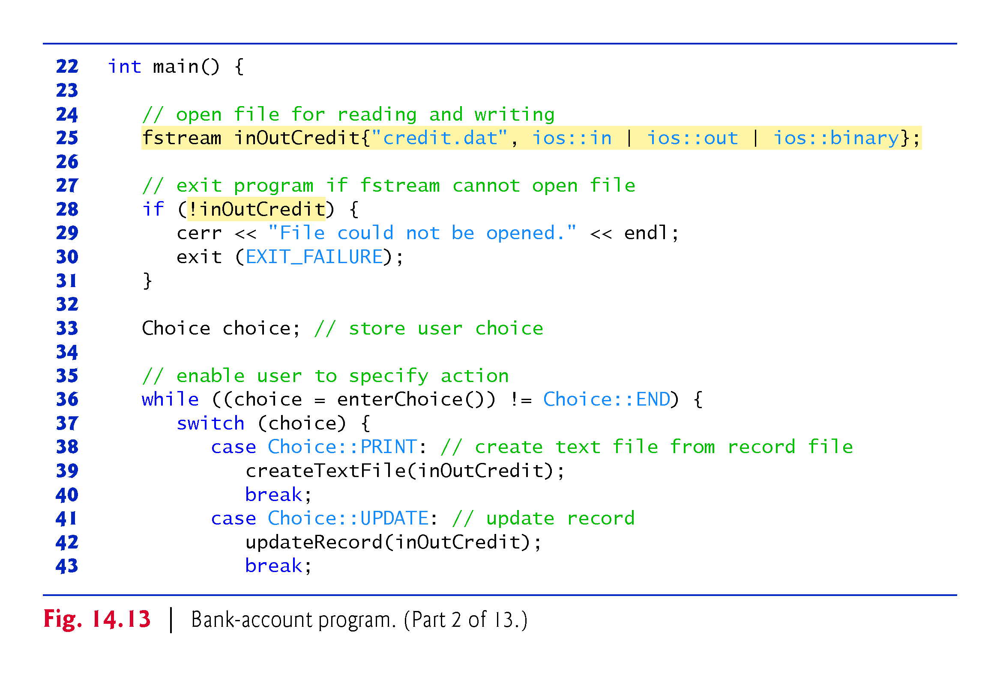 22 int main() {
23
24    // open file for reading and writing
25    fstream inOutCredit{"credit.dat", ios::in | ios::out | ios::binary};
26
27    // exit program if fstream cannot open file
28    if (!inOutCredit) {
29       cerr << "File could not be opened." << endl;
30       exit (EXIT_FAILURE);
31    }
32
33    Choice choice; // store user choice
34
35    // enable user to specify action
36    while ((choice = enterChoice()) != Choice::END) {
37       switch (choice) {
38          case Choice::PRINT: // create text file from record file
39             createTextFile(inOutCredit);
40             break;
41          case Choice::UPDATE: // update record
42             updateRecord(inOutCredit);
43             break;
Fig. 14.13 | Bank-account program. (Part 2 of 13.)